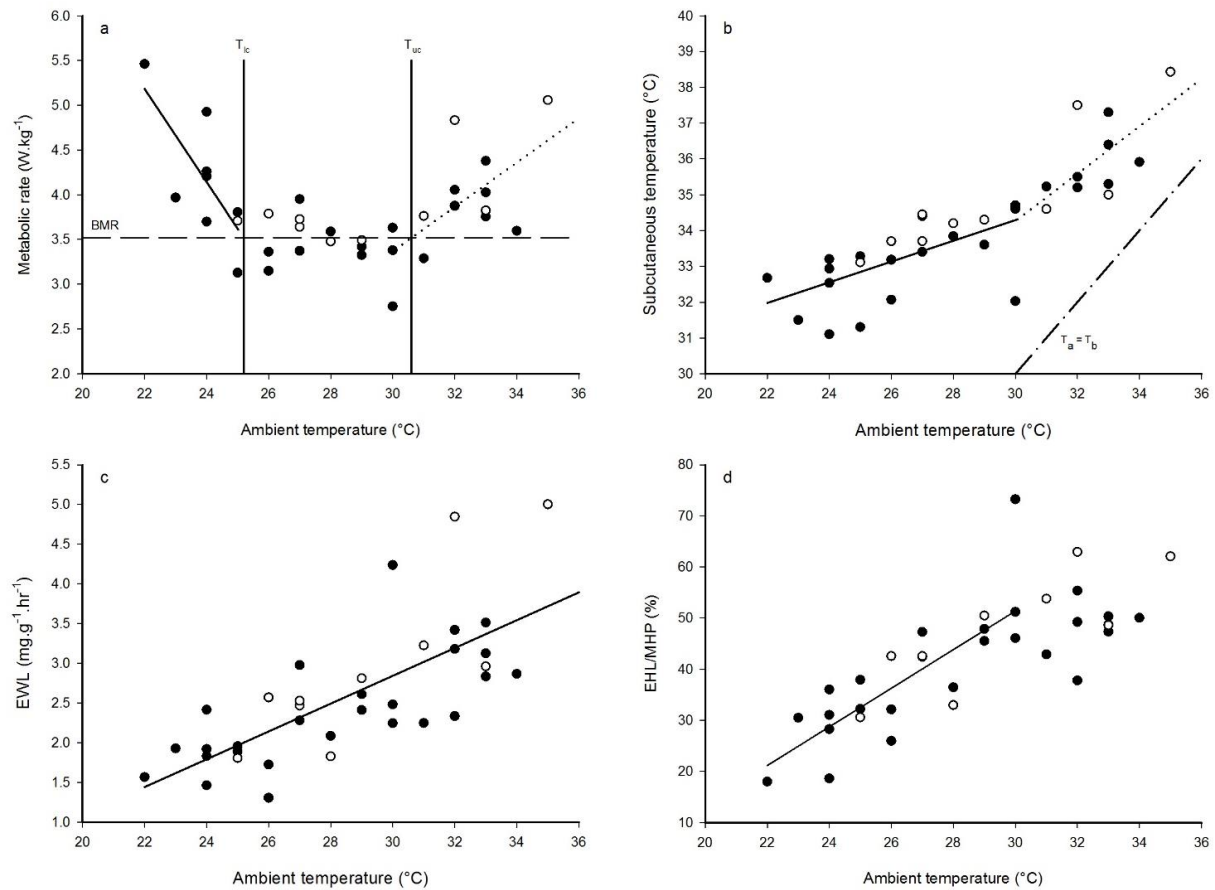 a
T_lc
T_uc
6.0
5.5
5.0
4.5
4.0
3.5
3.0
2.5
2.0
BMR
Metabolic rate (W.kg⁻¹)
20 22 24 26 28 30 32 34 36
Ambient temperature (°C)
b
40
39
38
37
36
35
34
33
32
31
30
T_a = T_b
Subcutaneous temperature (°C)
20 22 24 26 28 30 32 34 36
Ambient temperature (°C)
c
5.5
5.0
4.5
4.0
3.5
3.0
2.5
2.0
1.5
1.0
EWL (mg.g⁻¹.hr⁻¹)
20 22 24 26 28 30 32 34 36
Ambient temperature (°C)
d
80
70
60
50
40
30
20
10
EHL/MHP (%)
20 22 24 26 28 30 32 34 36
Ambient temperature (°C)